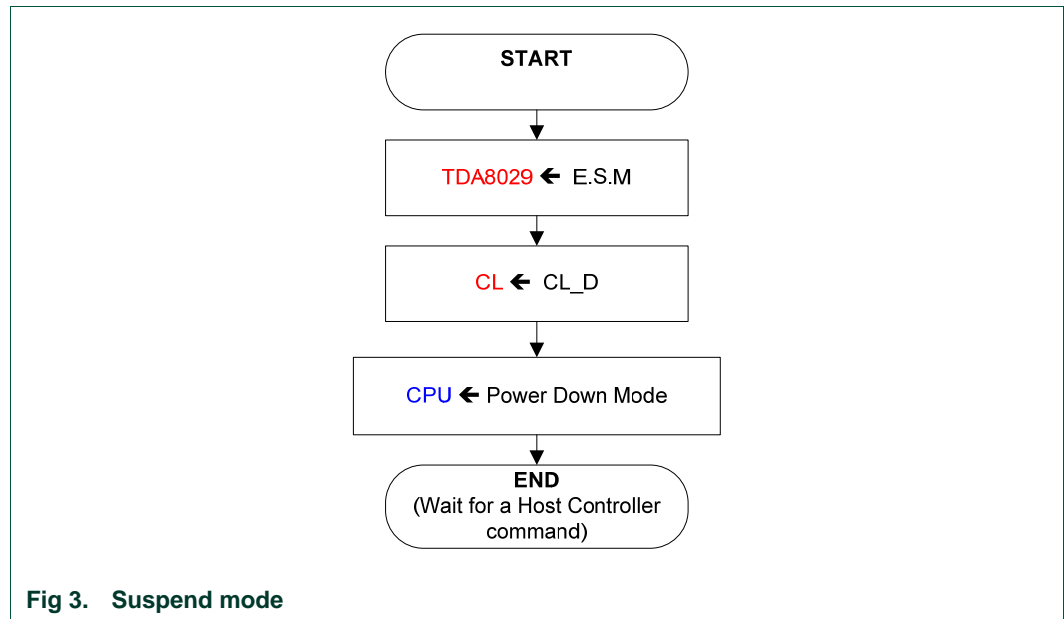 START
TDA8029 🡸 E.S.M
CL 🡸 CL_D
CPU 🡸 Power Down Mode
END
(Wait for a Host Controller
command)
Fig 3. Suspend mode